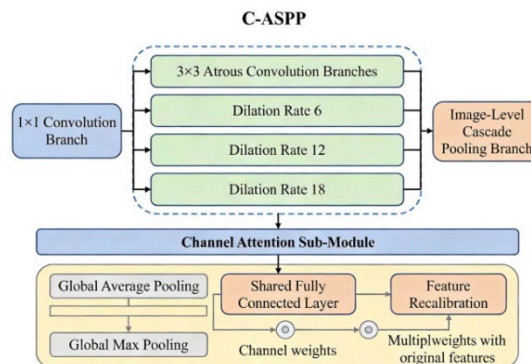 C-ASPP
1×1 Convolution
Branch
3×3 Atrous Convolution Branches
Dilation Rate 6
Dilation Rate 12
Dilation Rate 18
Image-Level
Cascade
Pooling Branch
Channel Attention Sub-Module
Global Average Pooling
Global Max Pooling
Shared Fully
Connected Layer
Feature
Recalibration
Channel weights
Multiplweights with
original features